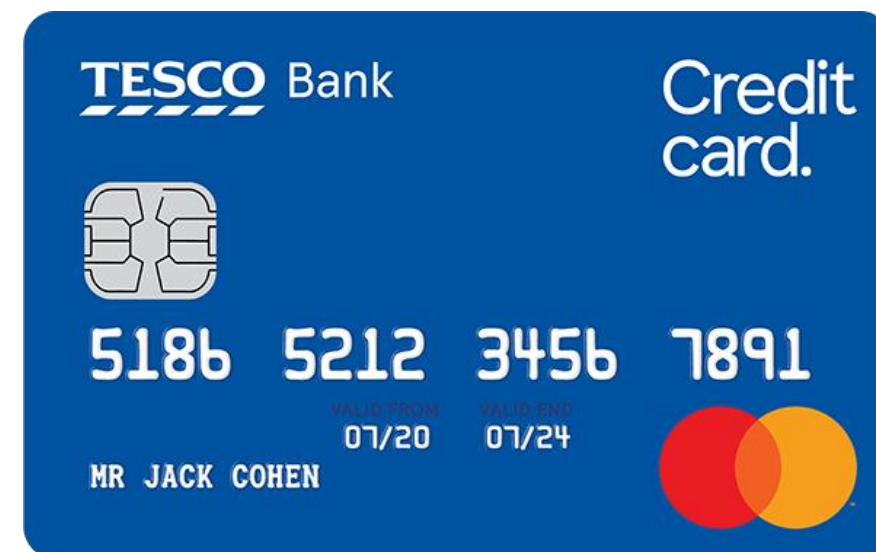 TESCO Bank
Credit
card.
5186 5212 3456 7891
VALID FROM VALID END
07/20 07/24
MR JACK COHEN